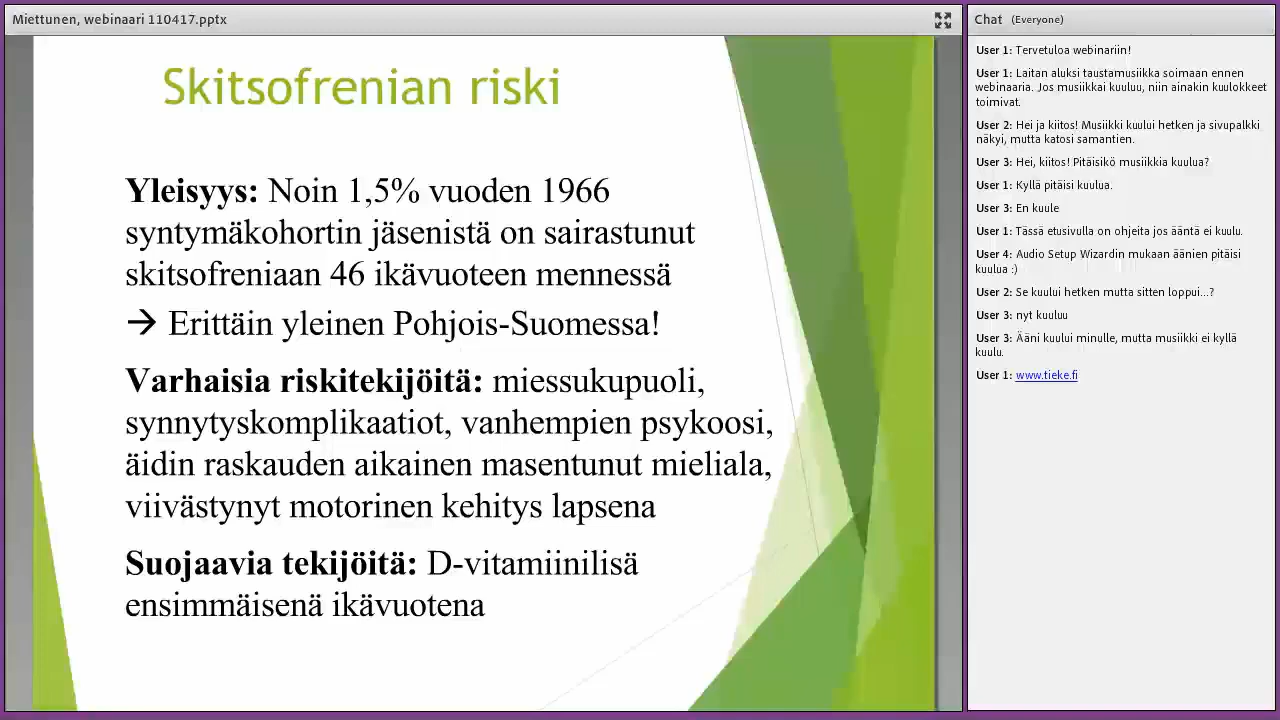 Miettunen, webinaari 110417.pptx
Skitsofrenian riski
Yleisyys: Noin 1,5% vuoden 1966
syntymäkohortin jäsenistä on sairastunut
skitsofreniaan 46 ikävuoteen mennessä
→ Erittäin yleinen Pohjois-Suomessa!
Varhaisia riskitekijöitä: miessukupuoli,
synnytyskomplikaatiot, vanhempien psykoosi,
äidin raskauden aikainen masentunut mieliala,
viivästynyt motorinen kehitys lapsena
Suojaavia tekijöitä: D-vitamiinilisä
ensimmäisenä ikävuotena
Chat (Everyone)
User 1: Tervetuloa webinariin!
User 1: Laitan aluksi taustamusiikka soimaan ennen
webinaaria. Jos musiikkai kuuluu, niin ainakin kuulokkeet
toimivat.
User 2: Hei ja kiitos! Musiikki kuului hetken ja sivupalkki
näkyi, mutta katosi samantien.
User 3: Hei, kiitos! Pitäisikö musiikkia kuulua?
User 1: Kyllä pitäisi kuulua.
User 3: En kuule
User 1: Tässä etusivulla on ohjeita jos ääntä ei kuulu.
User 4: Audio Setup Wizardin mukaan äänien pitäisi
kuulua :)
User 2: Se kuului hetken mutta sitten loppui...?
User 3: nyt kuuluu
User 3: Ääni kuului minulle, mutta musiikki ei kyllä
kuulu.
User 1: www.tieke.fi